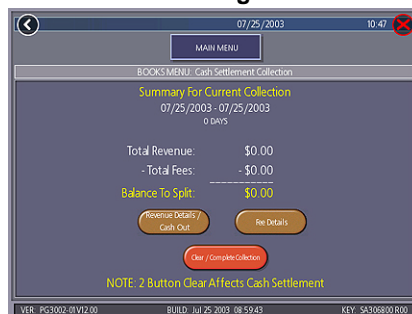 07/25/2003 10:47
MAIN MENU
BOOKS MENU: Cash Settlement Collection
Summary For Current Collection
07/25/2003 - 07/25/2003
0 DAYS
Total Revenue: $0.00
- Total Fees: - $0.00
Balance To Split: $0.00
Revenue Details /
Cash Out
Fee Details
Clear / Complete Collection
NOTE: 2 Button Clear Affects Cash Settlement
VER: PG3002-01V12.00 BUILD: Jul 25 2003 08:59:43 KEY: SA306800 R00